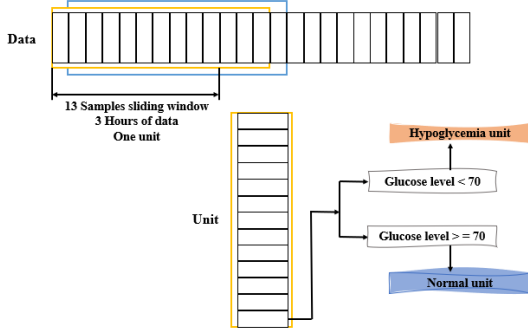 Data
13 Samples sliding window
3 Hours of data
One unit
Hypoglycemia unit
Glucose level < 70
Unit
Glucose level > = 70
Normal unit